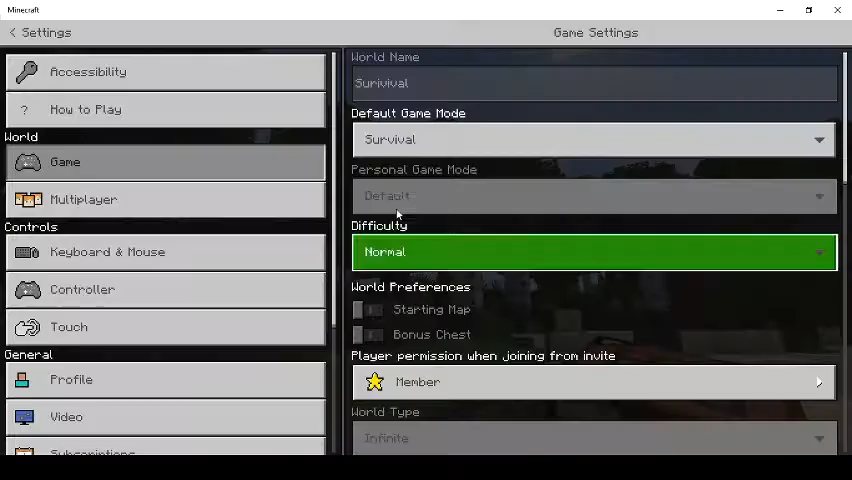 Minecraft
Settings
Game Settings
Accessibility
? How to Play
World
Game
Multiplayer
Controls
Keyboard & Mouse
Controller
Touch
General
Profile
Video
Subscriptions
World Name
Surivival
Default Game Mode
Survival
Personal Game Mode
Default
Difficulty
Normal
World Preferences
Starting Map
Bonus Chest
Player permission when joining from invite
Member
World Type
Infinite